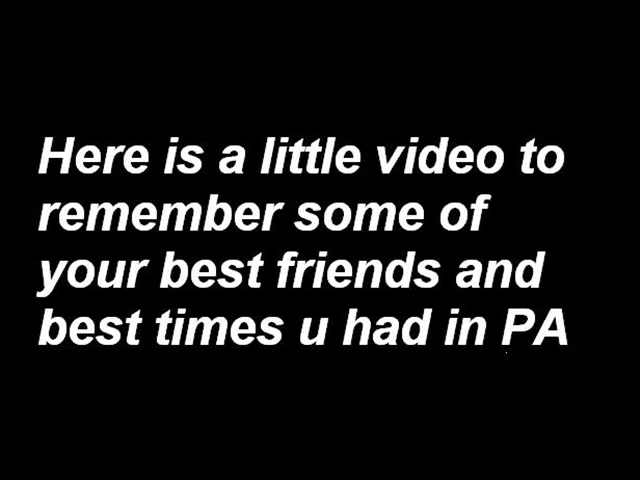 Here is a little video to
remember some of
your best friends and
best times u had in PA